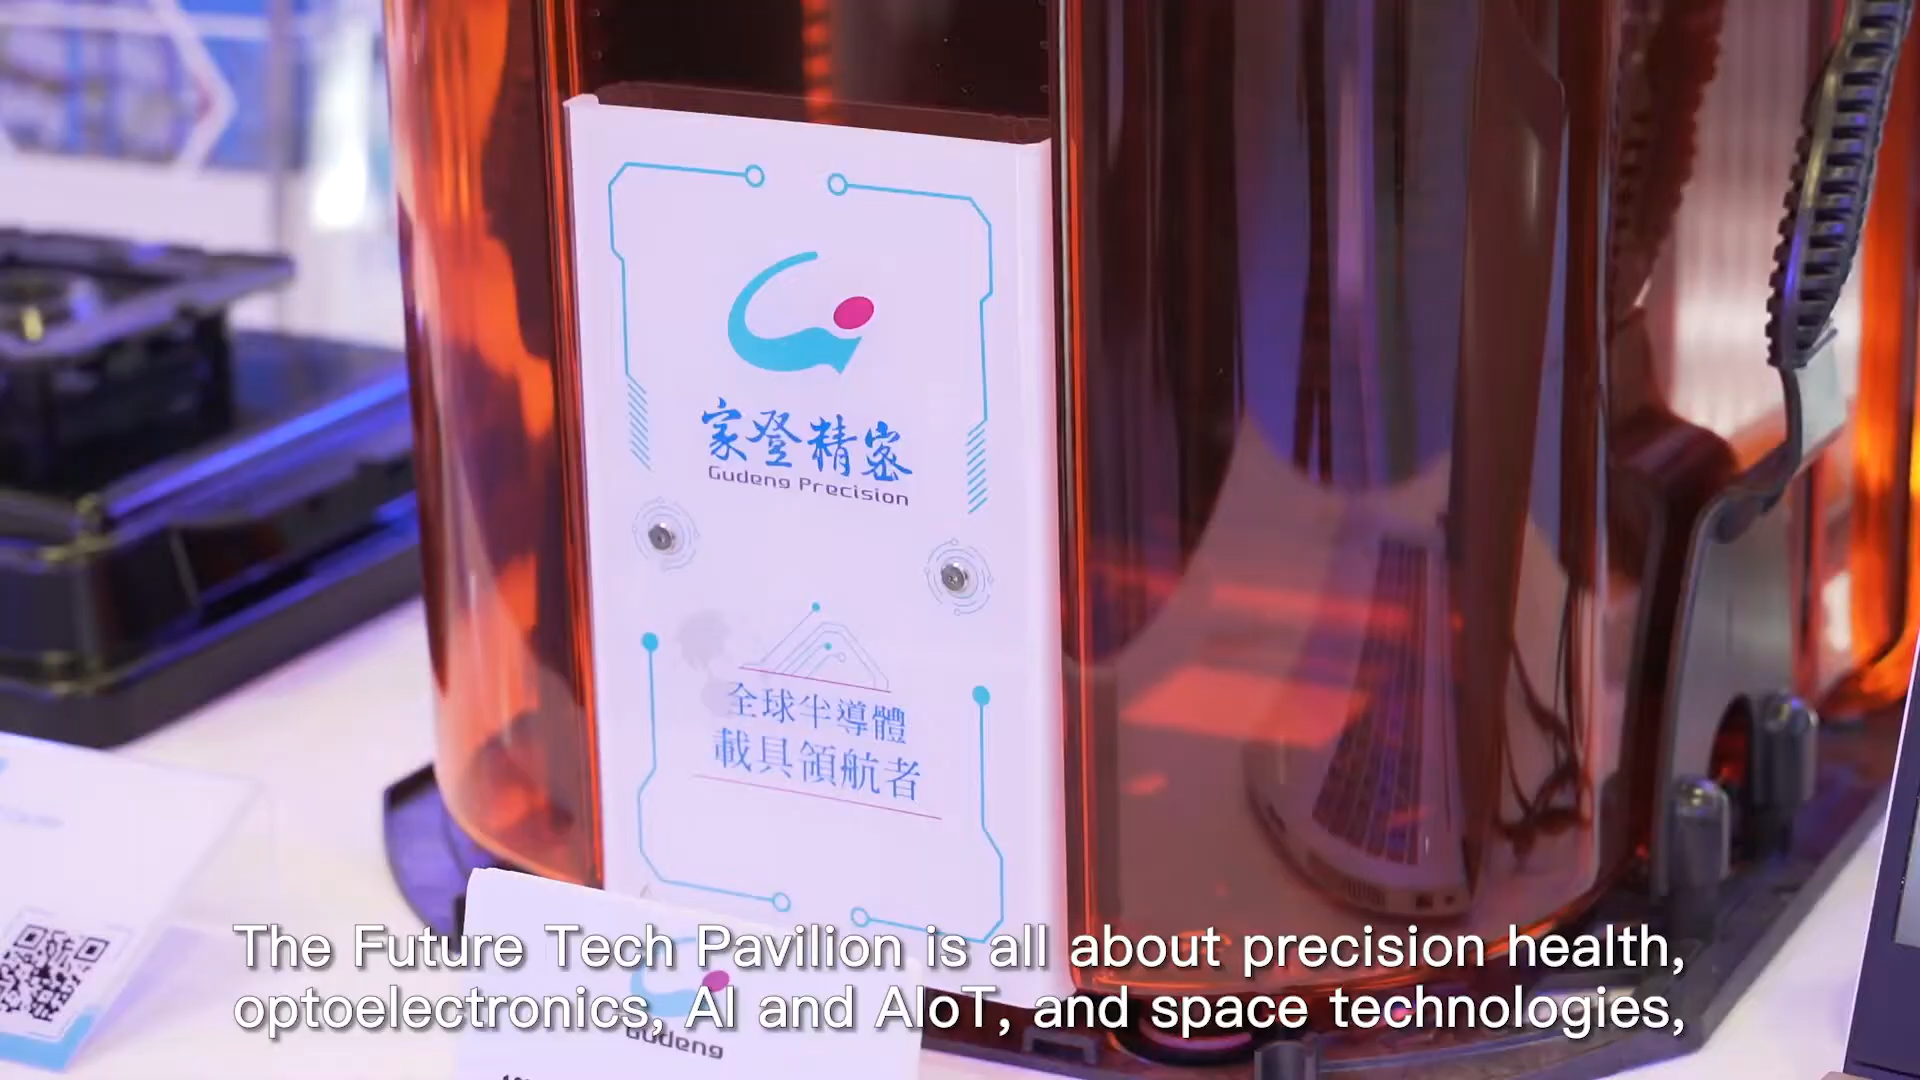 家登精密
Gudeng Precision
全球半導體
載具領航者
The Future Tech Pavilion is all about precision health,
optoelectronics, AI and AIoT, and space technologies,
Gudeng